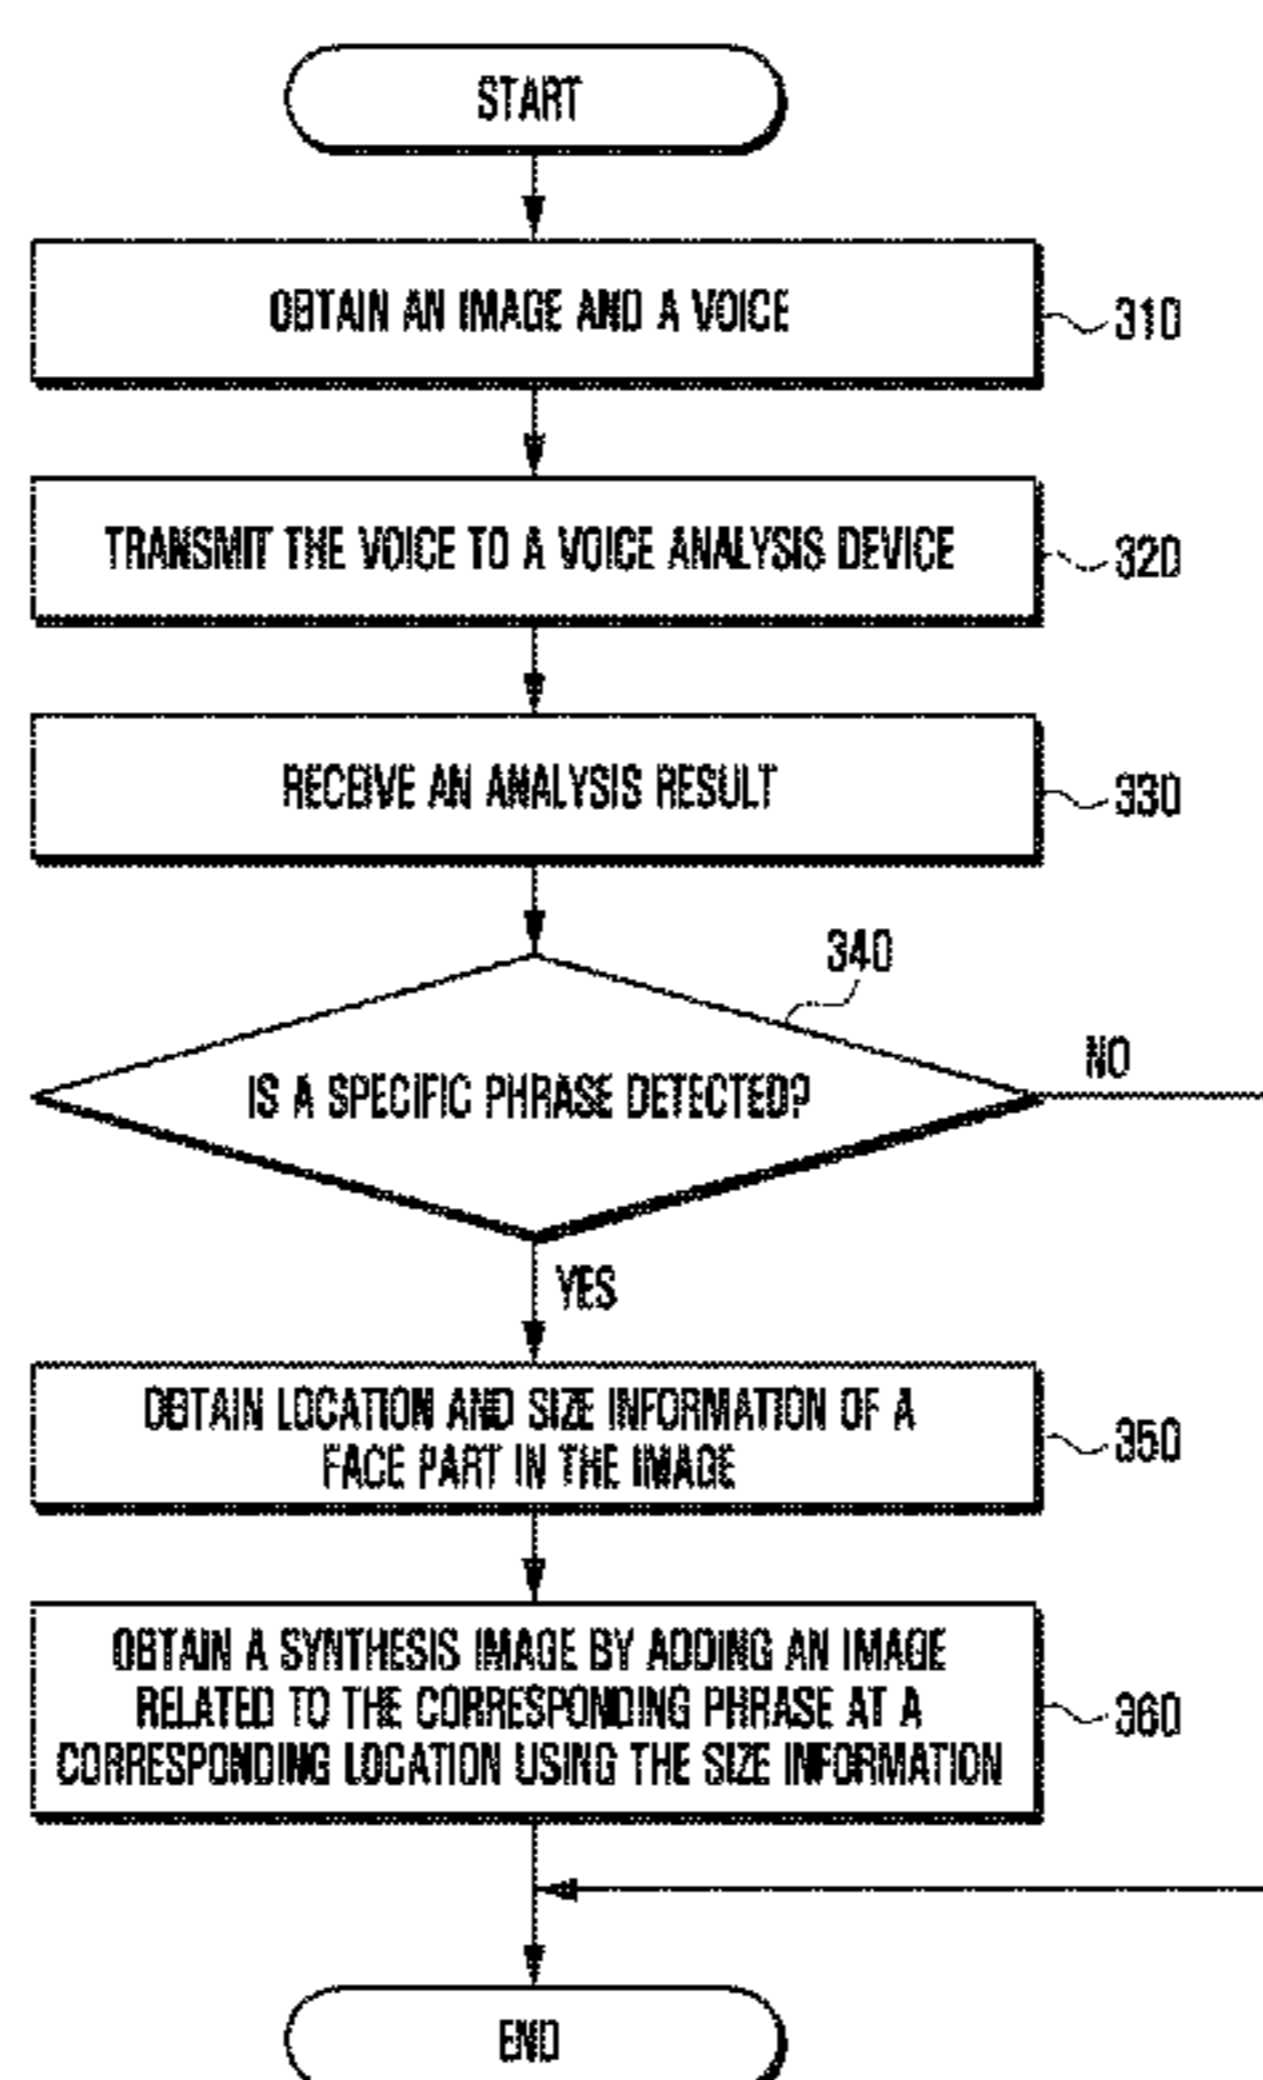 START
OBTAIN AN IMAGE AND A VOICE
310
TRANSMIT THE VOICE TO A VOICE ANALYSIS DEVICE
320
RECEIVE AN ANALYSIS RESULT
330
340
NO
IS A SPECIFIC PHRASE DETECTED?
YES
OBTAIN LOCATION AND SIZE INFORMATION OF A
FACE PART IN THE IMAGE
350
OBTAIN A SYNTHESIS IMAGE BY ADDING AN IMAGE
RELATED TO THE CORRESPONDING PHRASE AT A
CORRESPONDING LOCATION USING THE SIZE INFORMATION
360
END